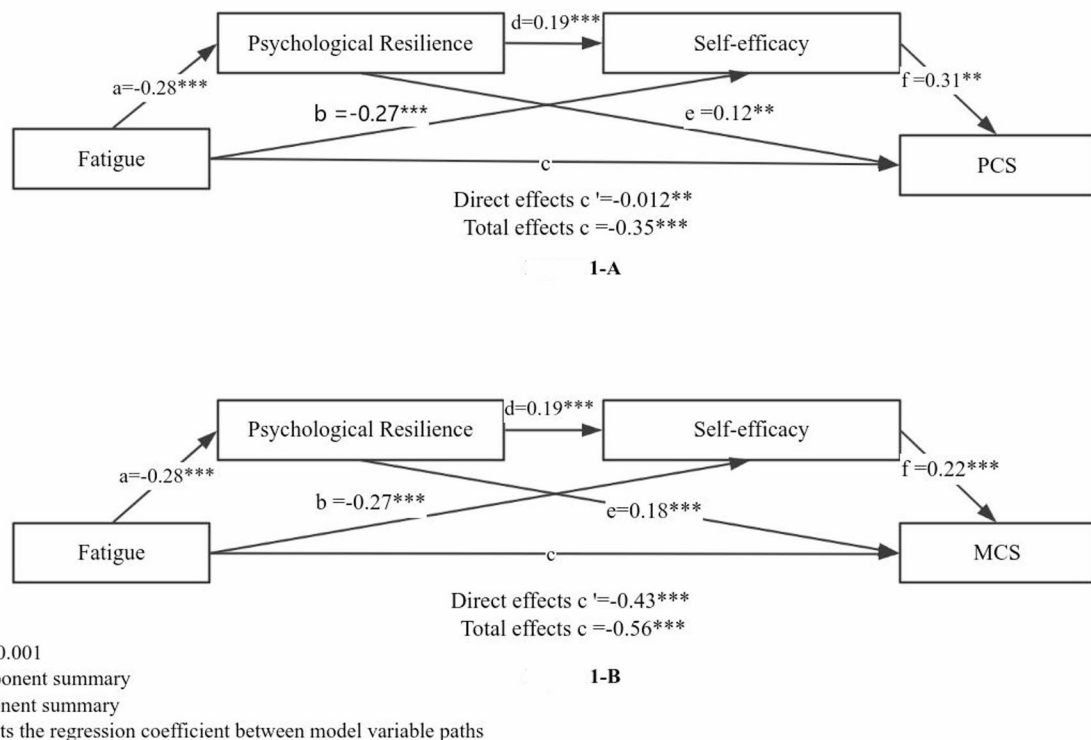 d=0.19***
Psychological Resilience
Self-efficacy
a=-0.28***
f =0.31**
b =-0.27***
e =0.12**
Fatigue
c
PCS
Direct effects c '=-0.012**
Total effects c =-0.35***
1-A
d=0.19***
Psychological Resilience
Self-efficacy
a=-0.28***
f =0.22***
b =-0.27***
e=0.18***
Fatigue
c
MCS
Direct effects c '=-0.43***
Total effects c =-0.56***
0.001
summary
1-B
summary
the regression coefficient between model variable paths